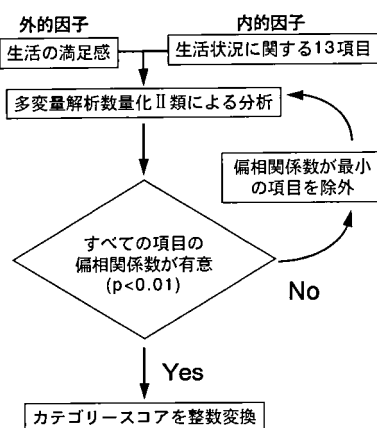 外的因子
内的因子
生活の満足感
生活状況に関する13項目
多変量解析数量化Ⅱ類による分析
偏相関係数が最小
の項目を除外
すべての項目の
偏相関係数が有意
(p<0.01)
No
Yes
カテゴリースコアを整数変換